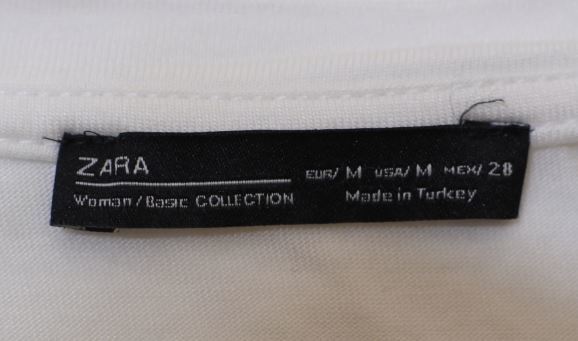 ZARA
EUR/ M USA/ M MEX/ 28
Woman / Basic COLLECTION
Made in Turkey